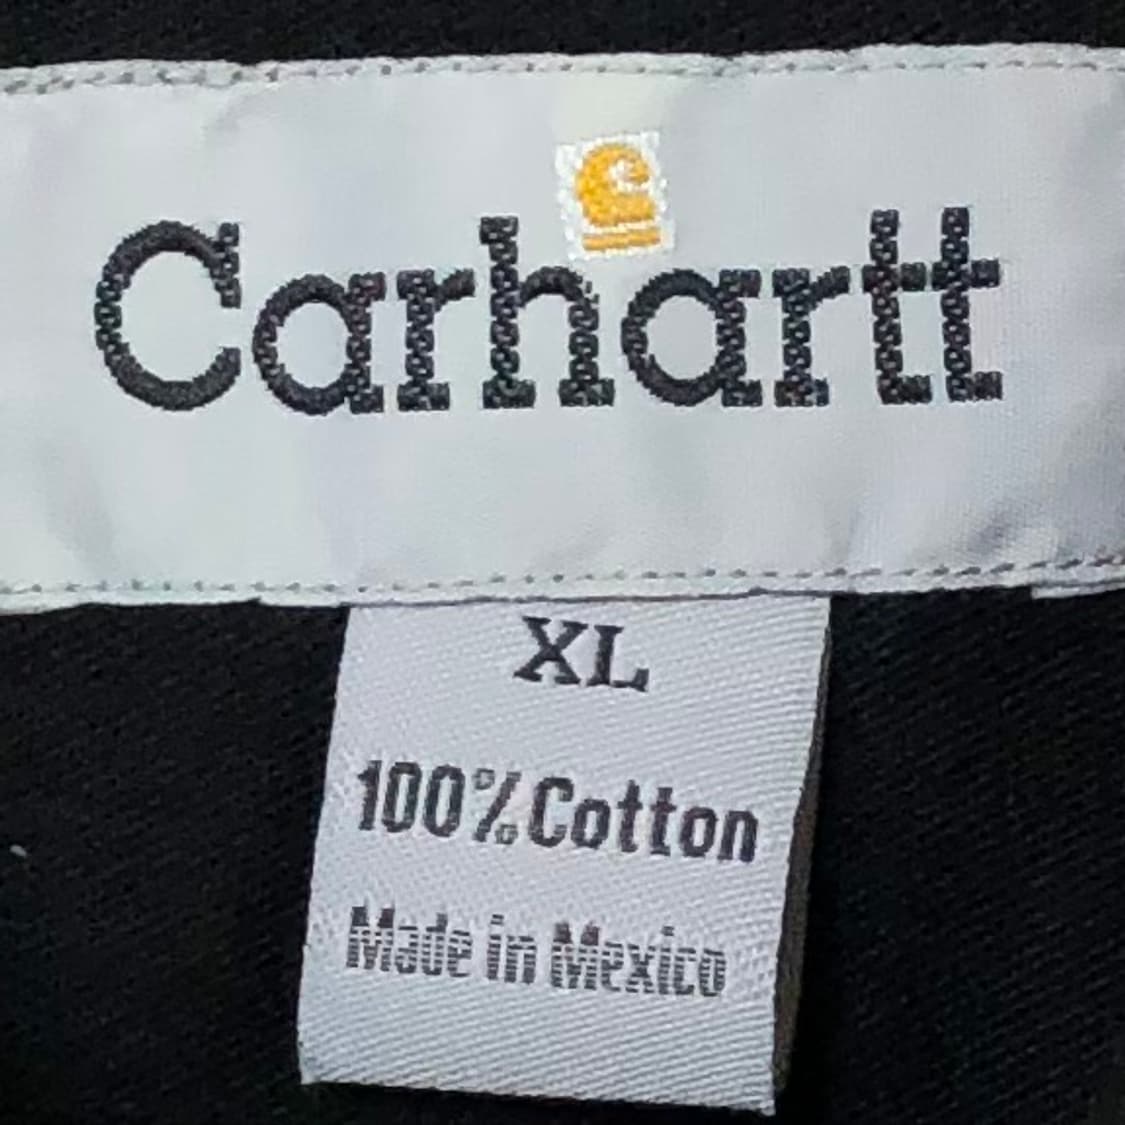 Carhartt
XL
100% Cotton
Made in Mexico